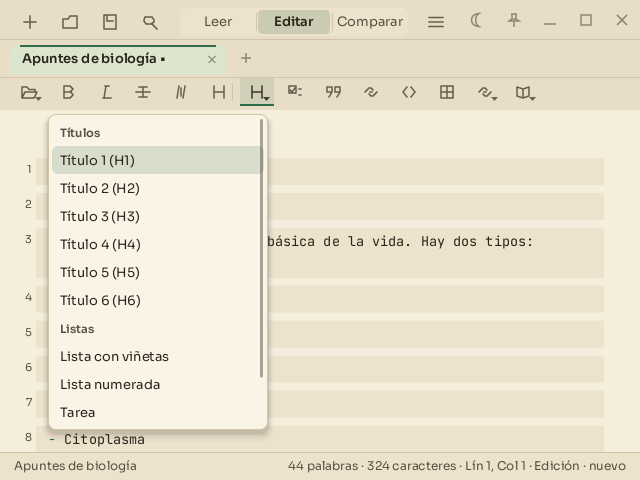 Leer Editar Comparar
Apuntes de biología •
Títulos
1 Título 1 (H1)
2 Título 2 (H2)
Título 3 (H3)
3 básica de la vida. Hay dos tipos:
Título 4 (H4)
Título 5 (H5)
4 Título 6 (H6)
5 Listas
6 Lista con viñetas
Lista numerada
7 Tarea
8 - Citoplasma
Apuntes de biología 44 palabras · 324 caracteres · Lín 1, Col 1 · Edición · nuevo